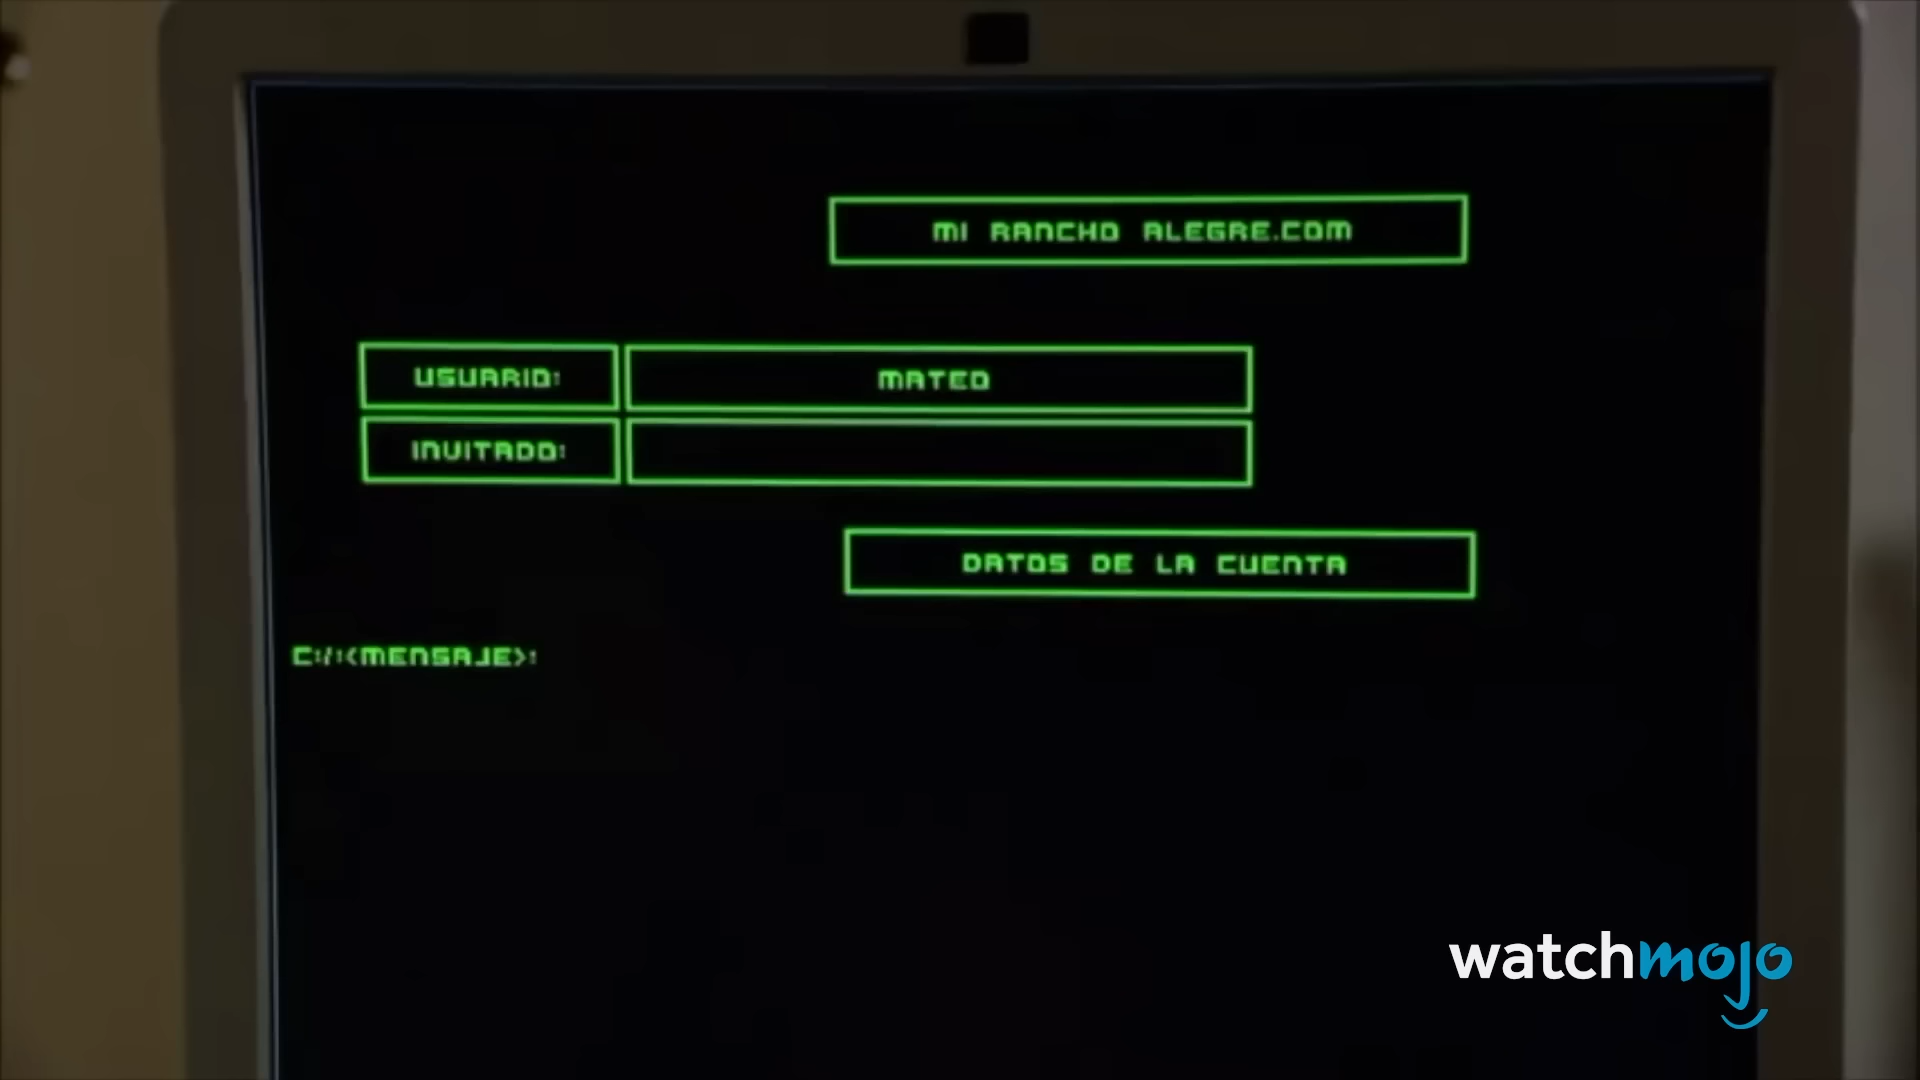 MI RANCHO ALEGRE.COM
USUARIO: MATEO
INVITADO:
DATOS DE LA CUENTA
C:/:<MENSAJE>:
watchmojo